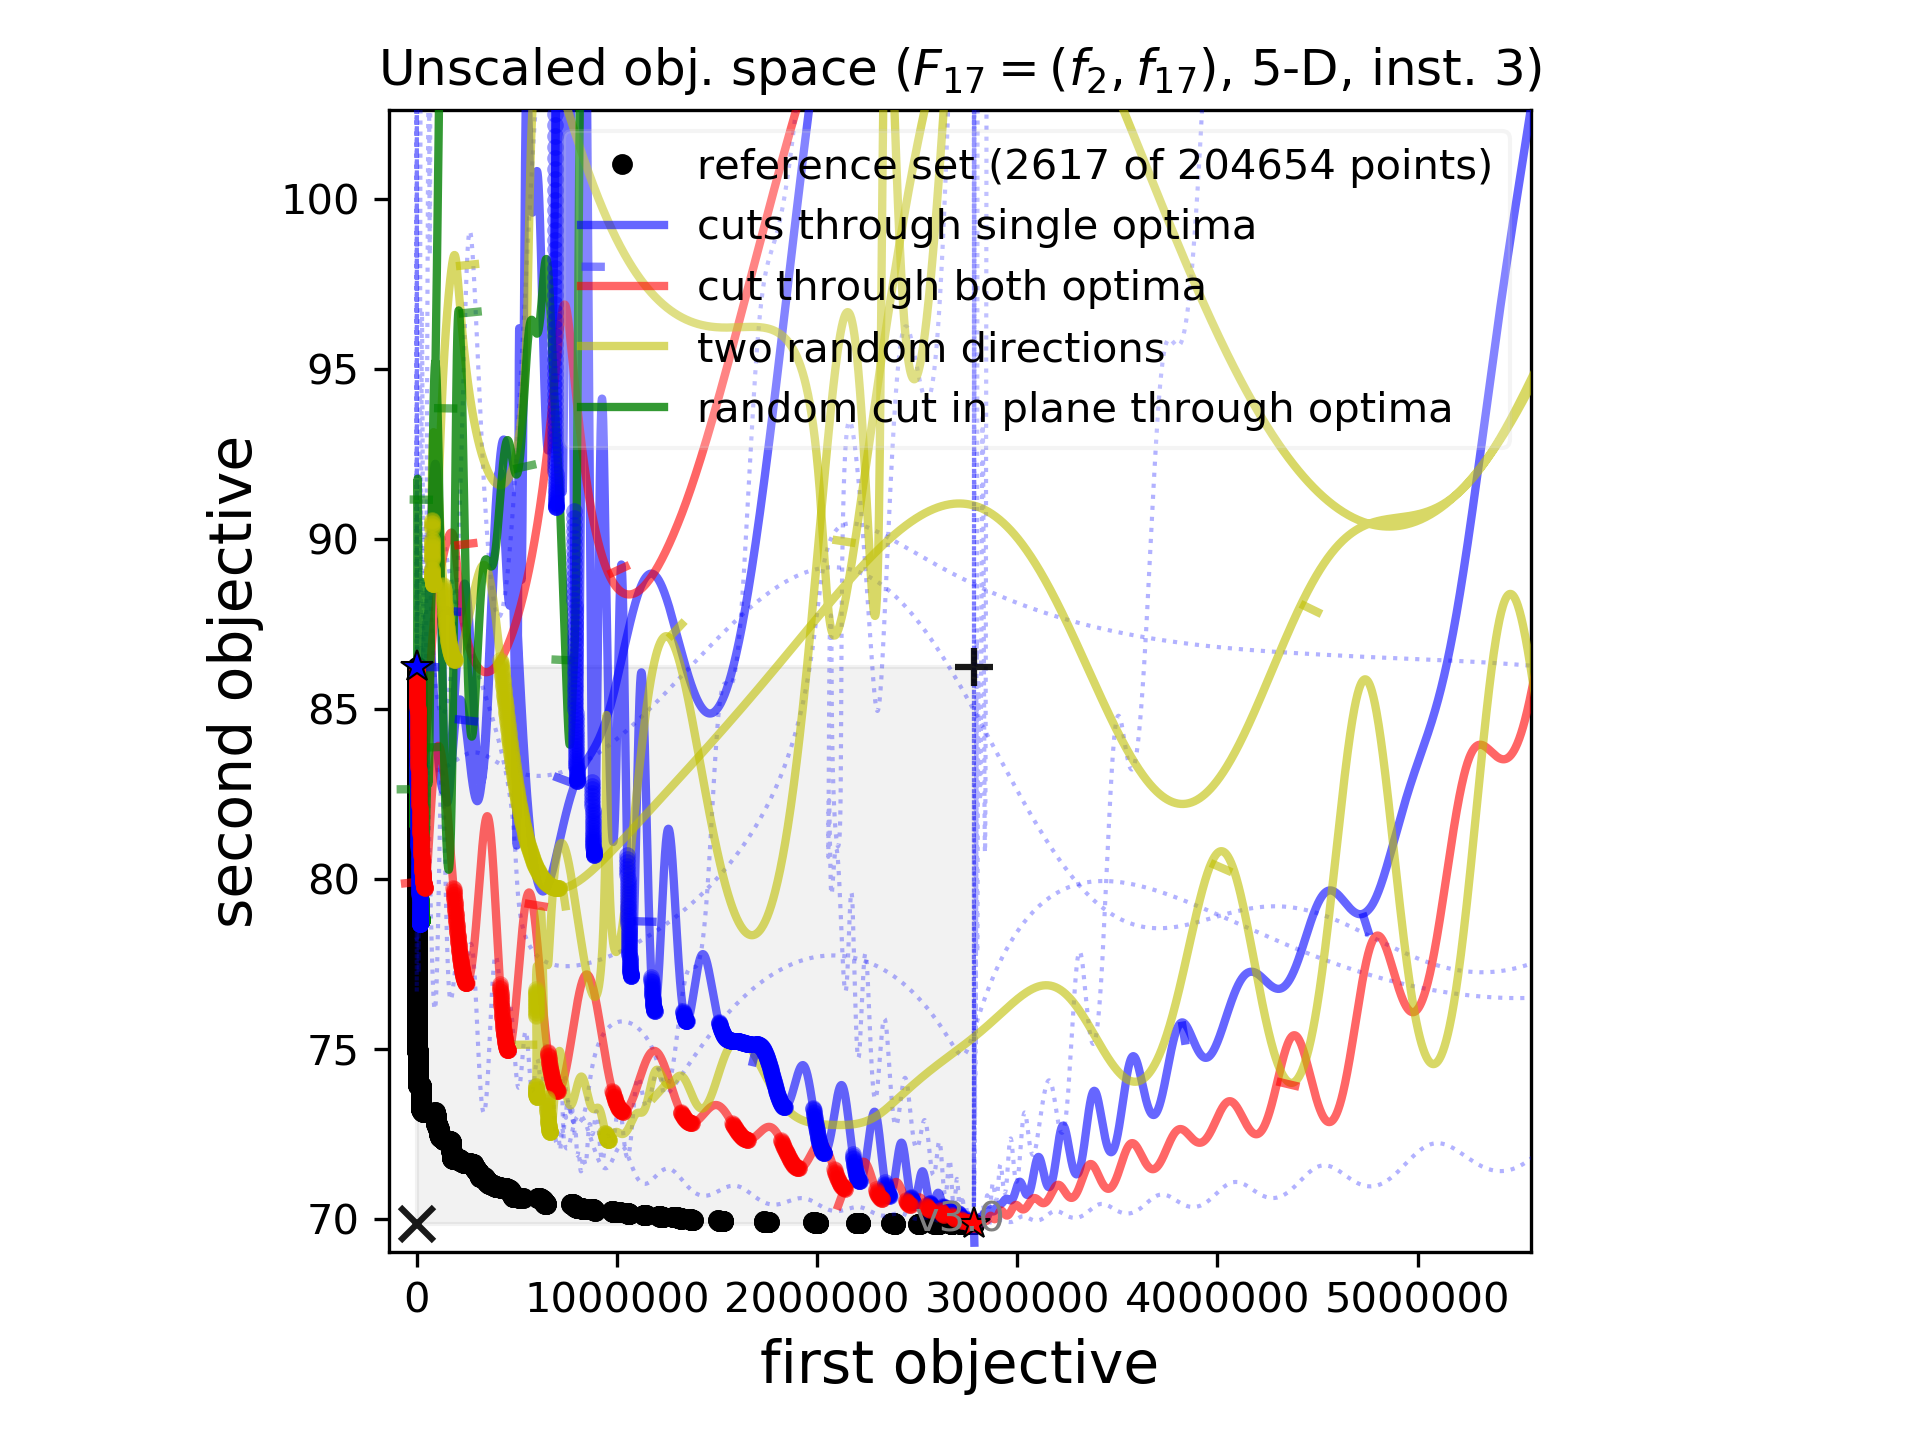 Unscaled obj. space (F₁₇ = (f₂, f₁₇), 5-D, inst. 3)
reference set (2617 of 204654 points)
cuts through single optima
cut through both optima
two random directions
random cut in plane through optima
second objective
100
95
90
85
80
75
70
v3.0
0 1000000 2000000 3000000 4000000 5000000
first objective